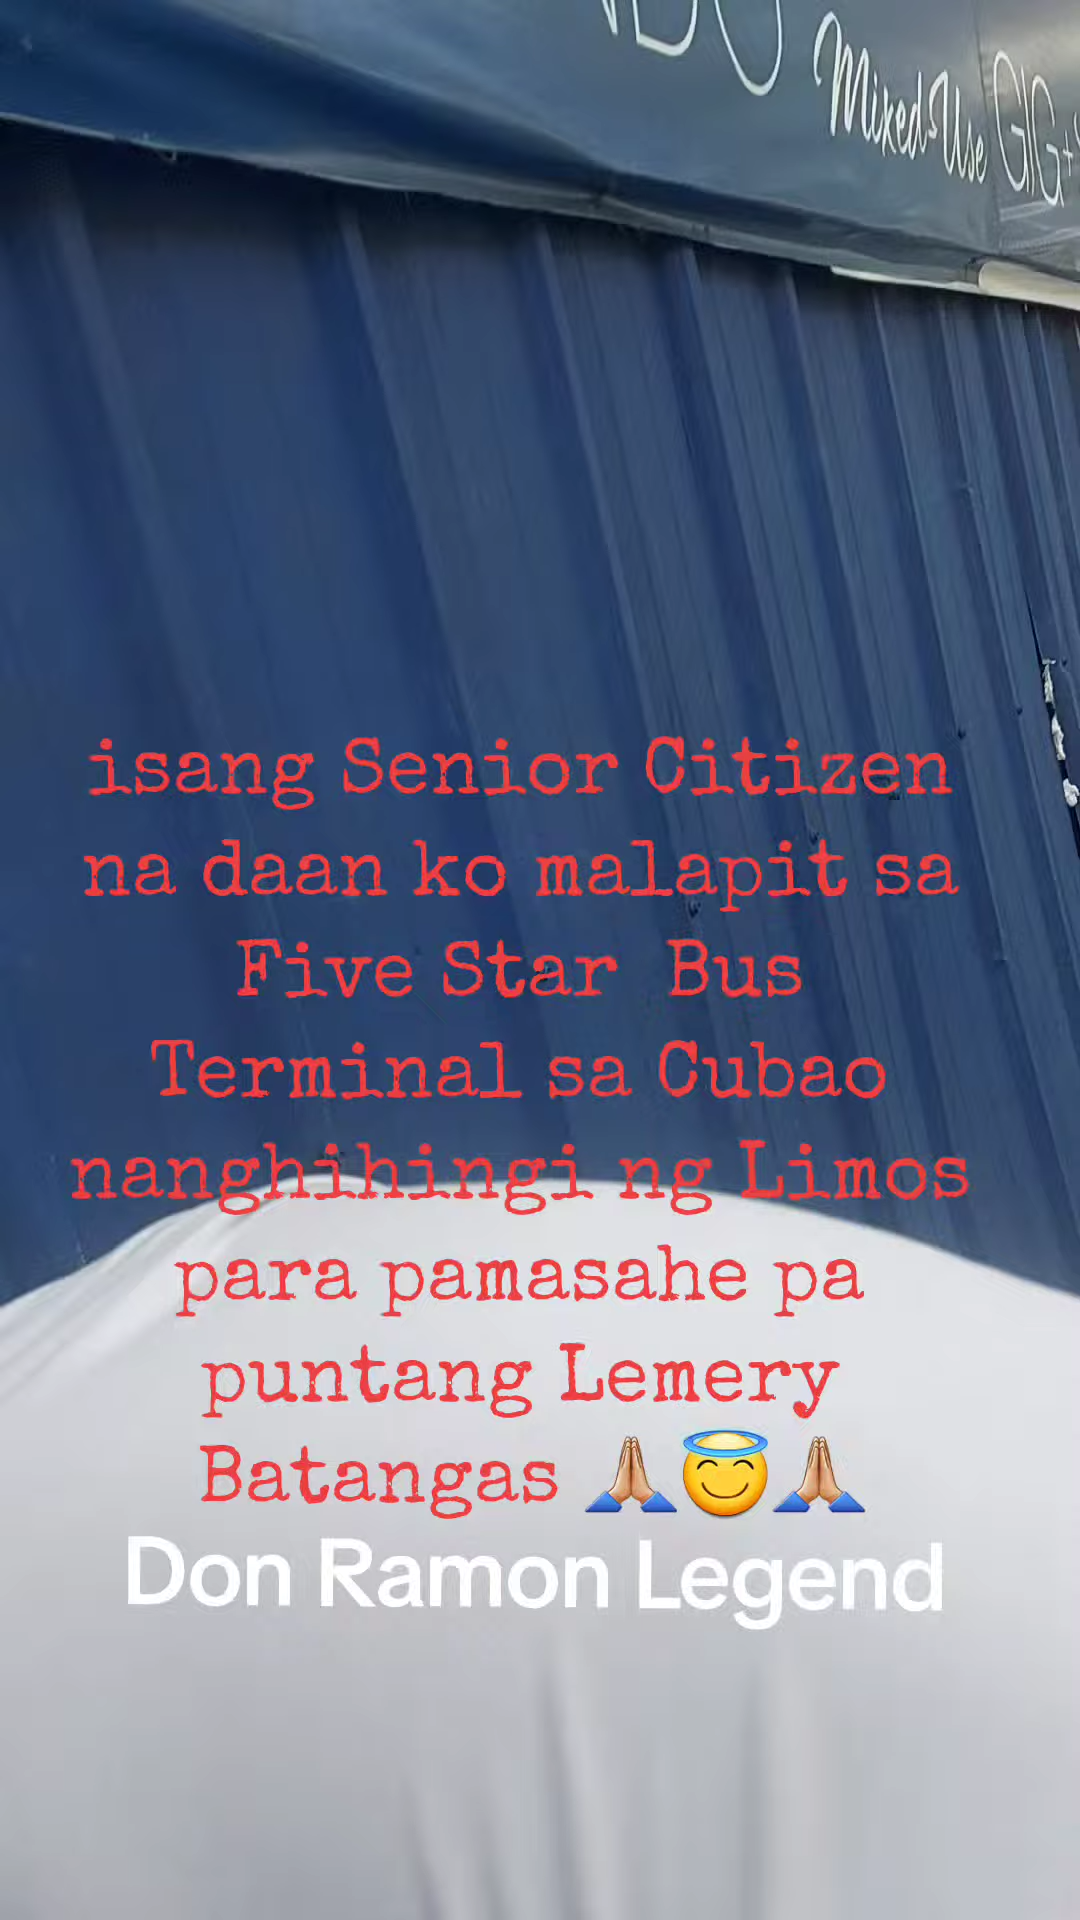 Mixed-Use GIG+
isang Senior Citizen
na daan ko malapit sa
Five Star Bus
Terminal sa Cubao
nanghihingi ng Limos
para pamasahe pa
puntang Lemery
Batangas 🙏🏼😇🙏🏼
Don Ramon Legend